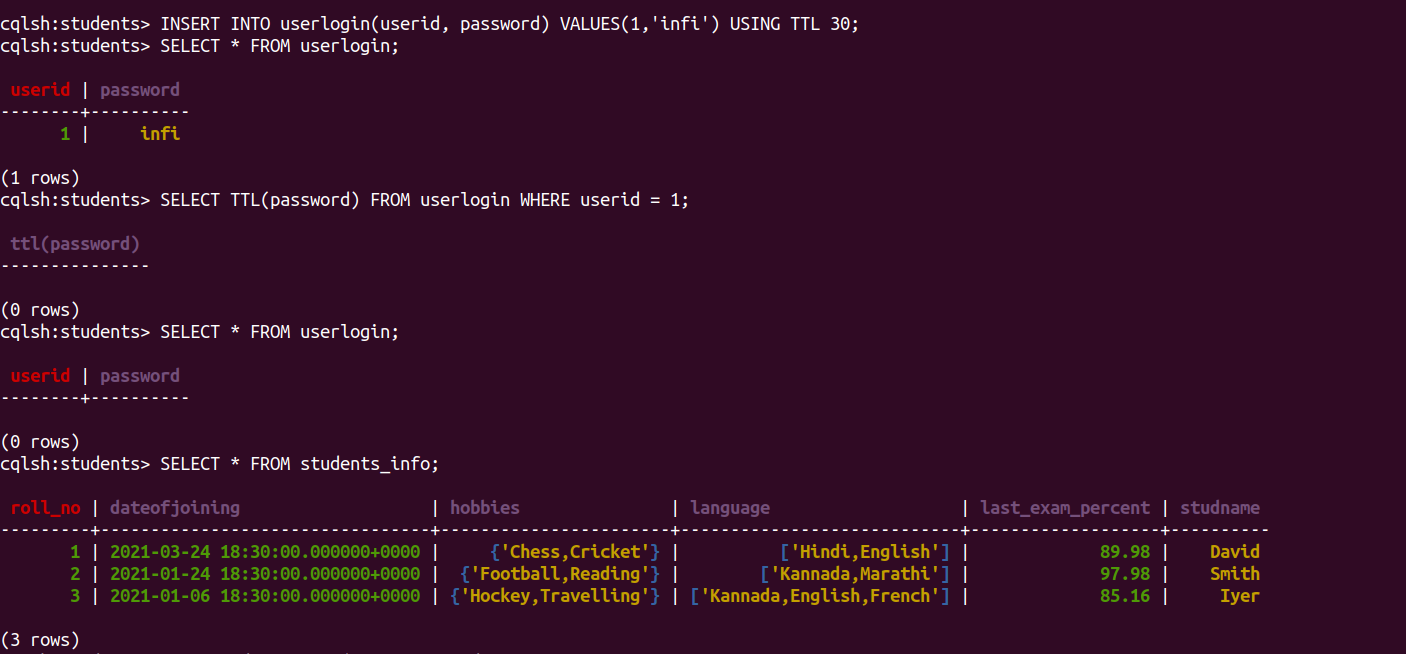 cqlsh:students> INSERT INTO userlogin(userid, password) VALUES(1,'infi') USING TTL 30;
cqlsh:students> SELECT * FROM userlogin;
userid | password
--------+----------
1 | infi
(1 rows)
cqlsh:students> SELECT TTL(password) FROM userlogin WHERE userid = 1;
ttl(password)
---------------
(0 rows)
cqlsh:students> SELECT * FROM userlogin;
userid | password
--------+----------
(0 rows)
cqlsh:students> SELECT * FROM students_info;
roll_no | dateofjoining | hobbies | language | last_exam_percent | studname
---------+---------------------------------+-----------------------+----------------------------+-------------------+----------
1 | 2021-03-24 18:30:00.000000+0000 | {'Chess,Cricket'} | ['Hindi,English'] | 89.98 | David
2 | 2021-01-24 18:30:00.000000+0000 | {'Football,Reading'} | ['Kannada,Marathi'] | 97.98 | Smith
3 | 2021-01-06 18:30:00.000000+0000 | {'Hockey,Travelling'} | ['Kannada,English,French'] | 85.16 | Iyer
(3 rows)